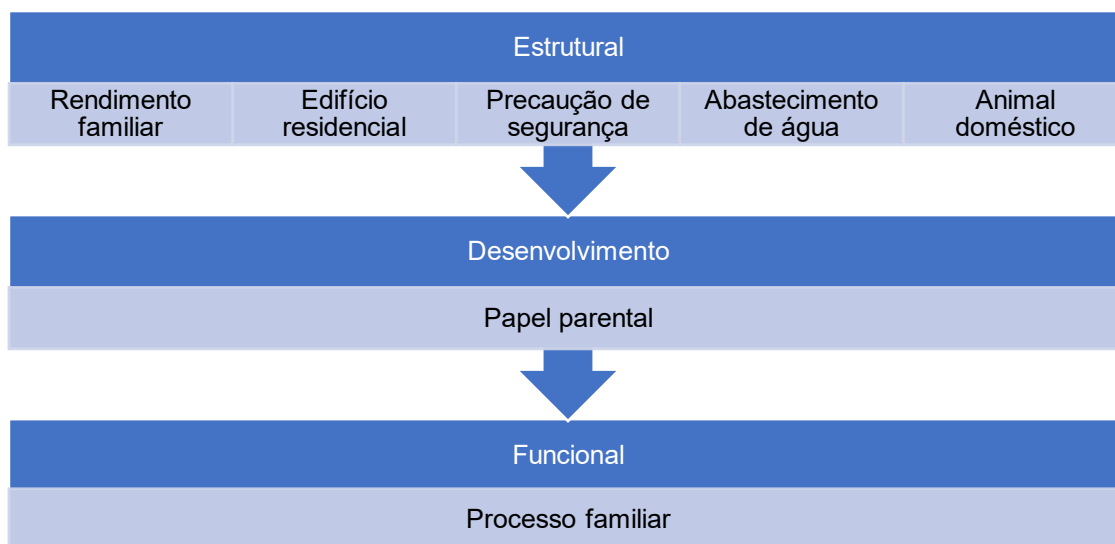 Estrutural
Rendimento
familiar
Edifício
residencial
Precaução de
segurança
Abastecimento
de água
Animal
doméstico
Desenvolvimento
Papel parental
Funcional
Processo familiar